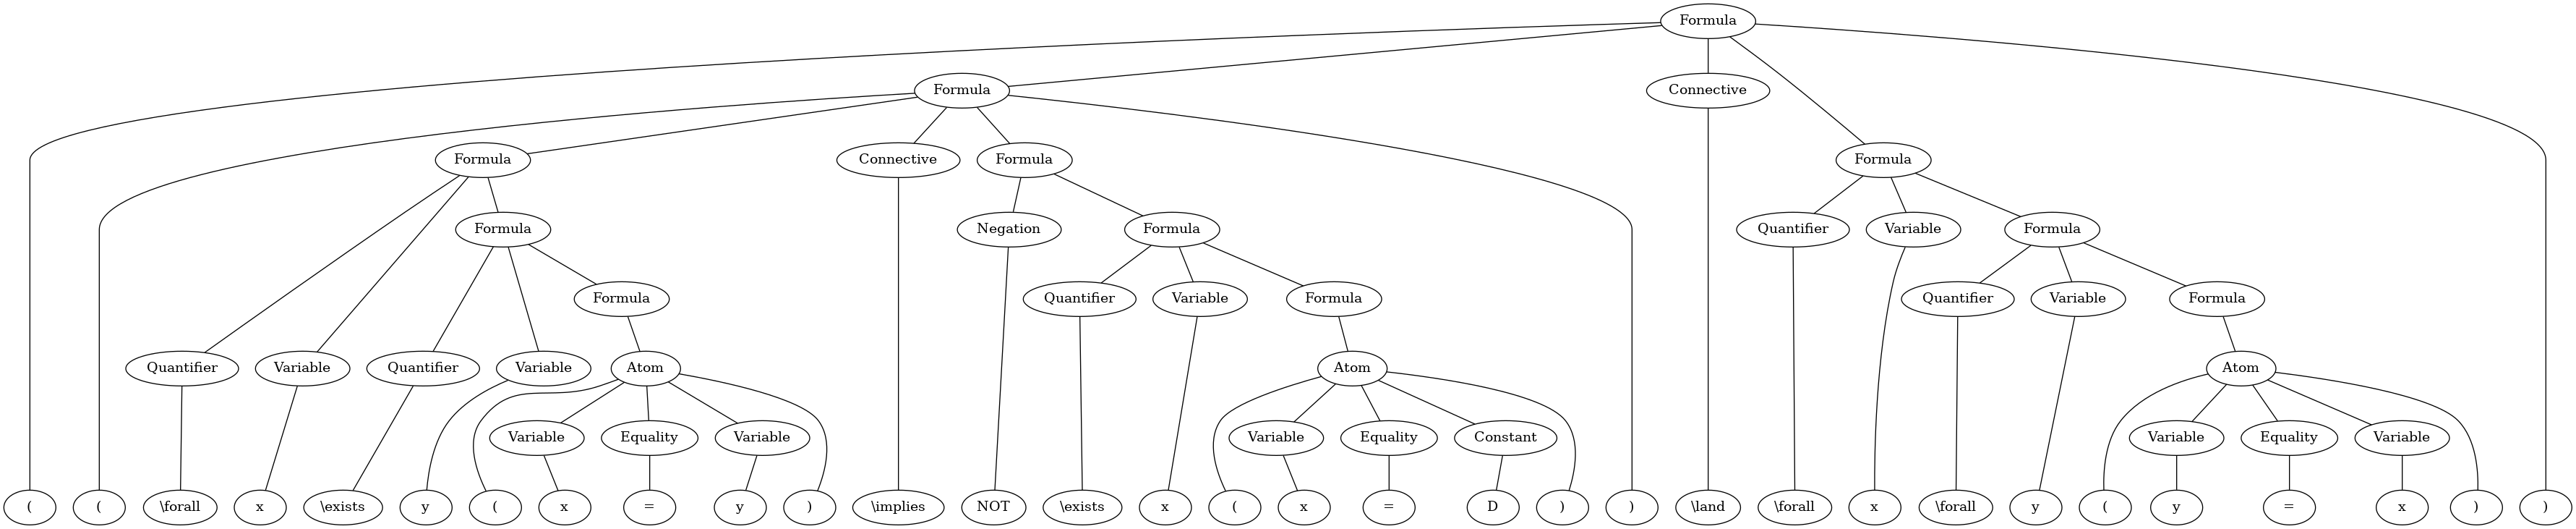 Formula
Formula Connective
Formula Connective Formula Formula
Formula Negation Formula Quantifier Variable Formula
Formula Quantifier Variable Formula Quantifier Variable Formula
Quantifier Variable Quantifier Variable Atom Atom Atom
Variable Equality Variable Variable Equality Constant Variable Equality Variable
( ( \forall x \exists y ( x = y ) \implies NOT \exists x ( x = D ) ) \land \forall x \forall y ( y = x ) )